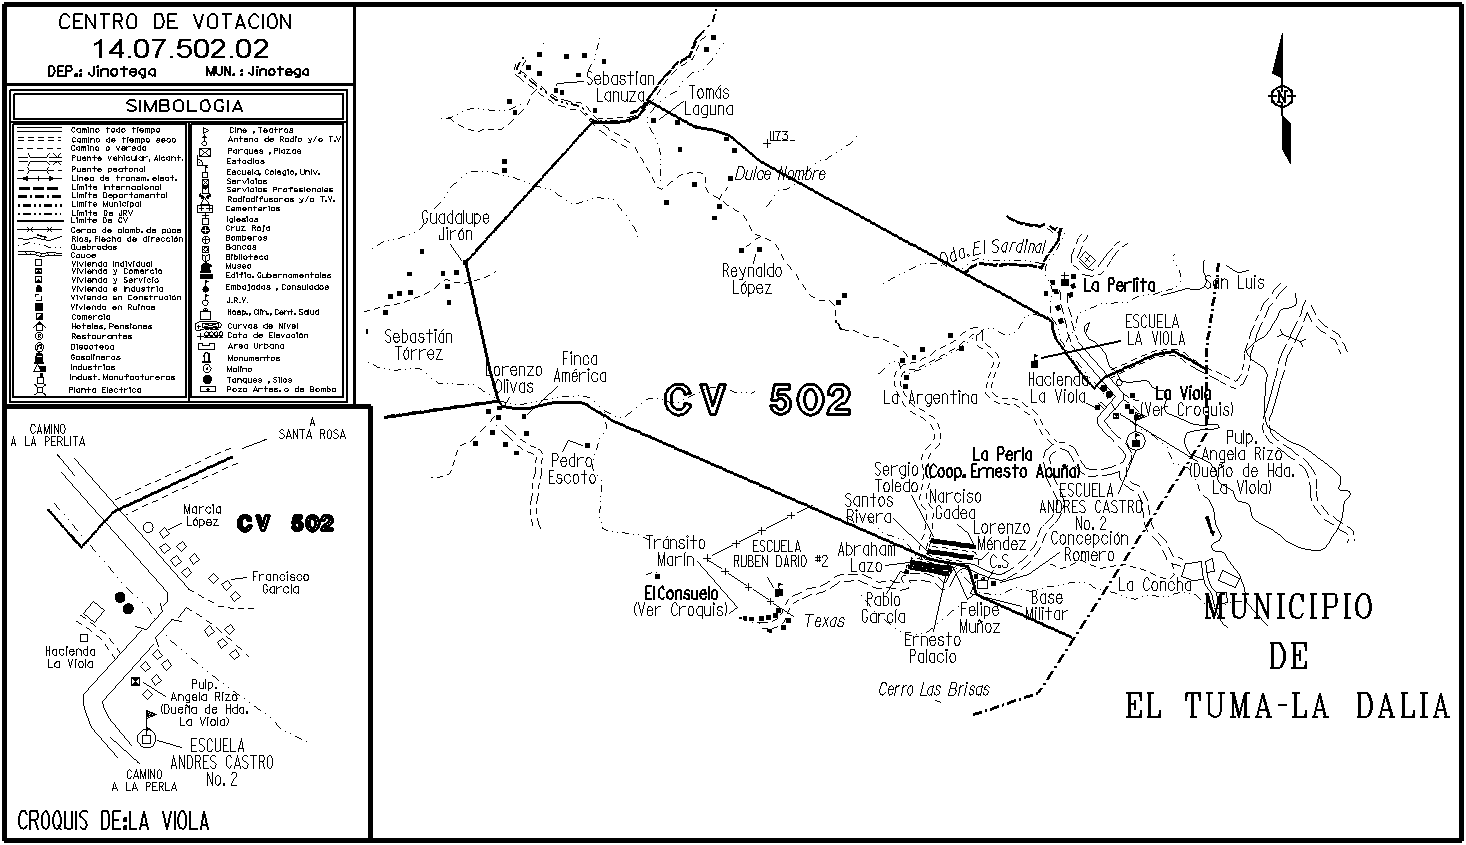 CENTRO DE VOTACION
14.07.502.02
DEP.: Jinotega MUN.: Jinotega
SIMBOLOGIA
Camino todo tiempo
Camino de tiempo seco
Camino o vereda
Puente vehicular, Alcant.
Puente peatonal
Linea de transm. elect.
Limite Internacional
Limite Departamental
Limite Municipal
Limite De JRV
Limite De CV
Cerca de alamb. de puas
Rios, Flecha de dirección
Quebradas
Cauce
Vivienda Individual
Vivienda y Comercio
Vivienda y Servicio
Vivienda e Industria
Vivienda en Construción
Vivienda en Ruinas
Comercio
Hoteles, Pensiones
Restaurantes
Discoteca
Gasolineras
Industrias
Indust. Manufactureras
Planta Electrica
Cine, Teatros
Antena de Radio y/o T.V
Parques, Plazas
Estadios
Escuela, Colegio, Univ.
Servicios
Servicios Profesionales
Radiodifusoras y/o T.V.
Cementerios
Iglesias
Cruz Roja
Bomberos
Bancos
Biblioteca
Museo
Edific. Gubernamentales
Embajadas, Consulados
J.R.V.
Hosp., Clin., Cent. Salud
Curvas de Nivel
Cota de Elevación
Area Urbana
Monumentos
Molino
Tanques, Silos
Pozo Artes. o de Bomba
CAMINO
A LA PERLITA
A
SANTA ROSA
Marcia
López
CV 502
Francisco
García
Hacienda
La Viola
Pulp.
Angela Rizo
(Dueña de Hda.
La Viola)
ESCUELA
ANDRES CASTRO
No. 2
CAMINO
A LA PERLA
CROQUIS DE:LA VIOLA
Sebastían
Lanuza
Tomás
Laguna
1173
Dulce Nombre
Guadalupe
Jirón
Reynaldo
López
Qda. El Sardinal
La Perlita
San Luis
ESCUELA
LA VIOLA
Sebastián
Tórrez
Lorenzo
Olivas
Finca
América
CV 502
La Argentina
Hacienda
La Viola
La Viola
(Ver Croquis)
Pulp.
Angela Rizo
(Dueño de Hda.
La Viola)
Pedro
Escoto
La Perla
(Coop. Ernesto Acuña)
Sergio
Toledo
Narciso
Gadea
Santos
Rivera
Lorenzo
Méndez
ESCUELA
ANDRES CASTRO
No. 2
Concepción
Romero
Tránsito
Marín
ESCUELA
RUBEN DARIO #2
Abraham
Lazo
C.S
La Concha
El Consuelo
(Ver Croquis)
Texas
Pablo
García
Felipe
Muñoz
Base
Militar
Ernesto
Palacio
Cerro Las Brisas
N
MUNICIPIO
DE
EL TUMA-LA DALIA